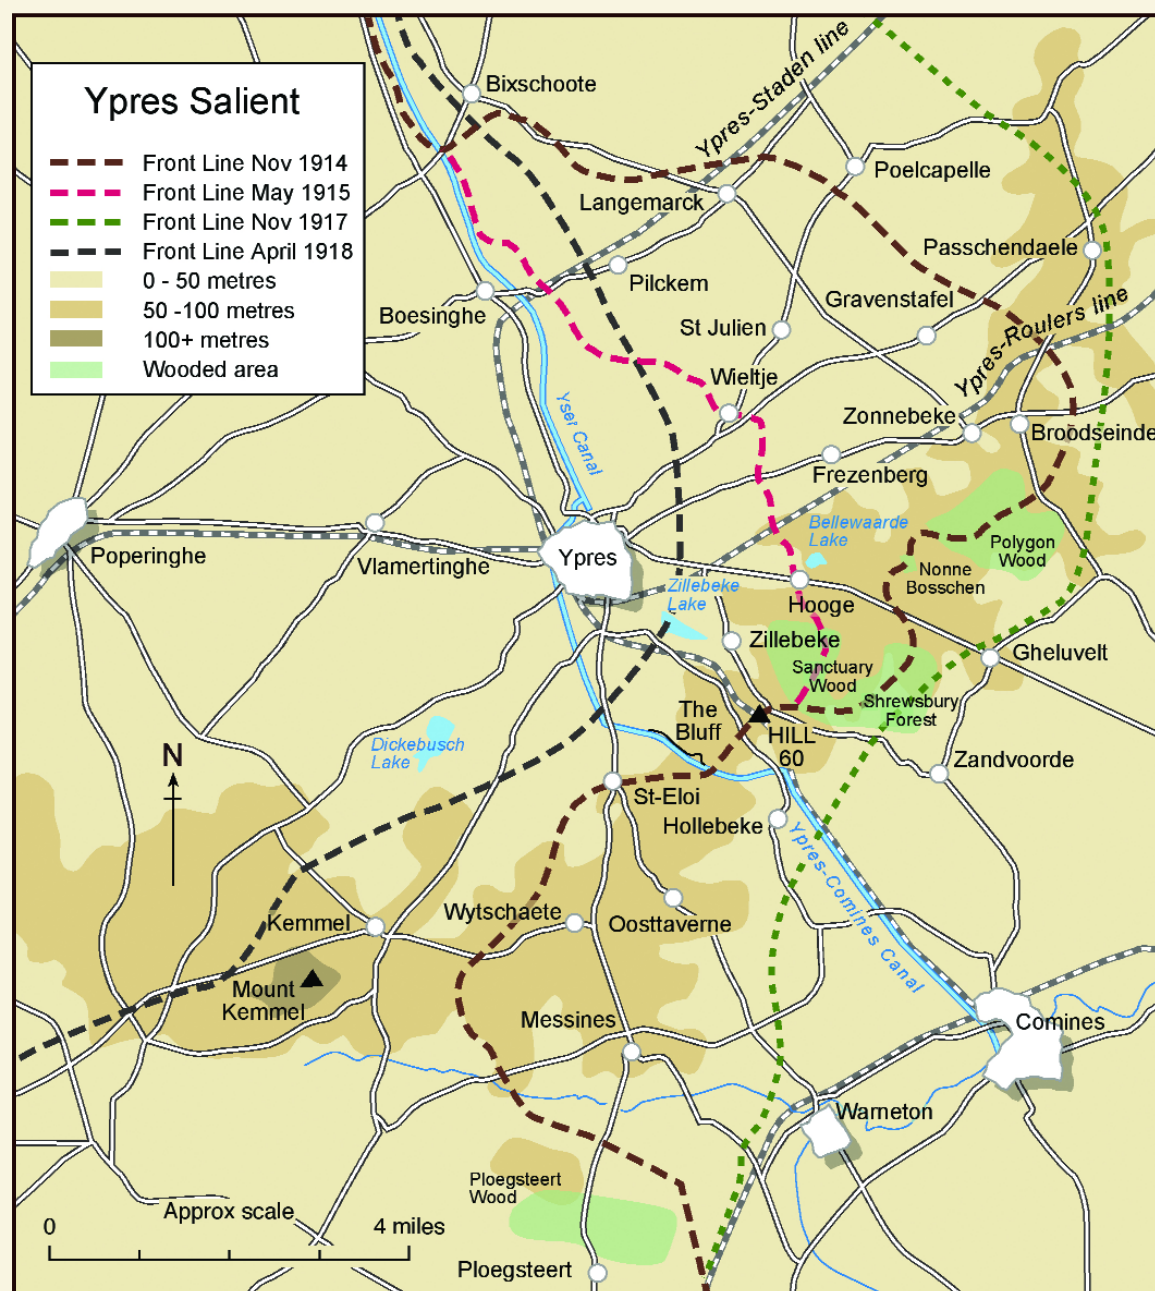 Ypres Salient
Front Line Nov 1914
Front Line May 1915
Front Line Nov 1917
Front Line April 1918
0 - 50 metres
50 -100 metres
100+ metres
Wooded area
Bixschoote
Ypres-Staden line
Poelcapelle
Langemarck
Passchendaele
Pilckem
Gravenstafel
Boesinghe
St Julien
Ypres-Roulers line
Wieltje
Zonnebeke
Broodseinde
Yser Canal
Frezenberg
Bellewaarde
Lake
Polygon
Wood
Poperinghe
Vlamertinghe
Ypres
Nonne
Bosschen
Zillebeke
Lake
Hooge
Zillebeke
Gheluvelt
Sanctuary
Wood
Shrewsbury
Forest
The
Bluff
HILL
60
N
Dickebusch
Lake
Zandvoorde
St-Eloi
Hollebeke
Ypres-Comines Canal
Kemmel
Wytschaete
Oosttaverne
Mount
Kemmel
Messines
Comines
Warneton
Ploegsteert
Wood
Approx scale
0
4 miles
Ploegsteert